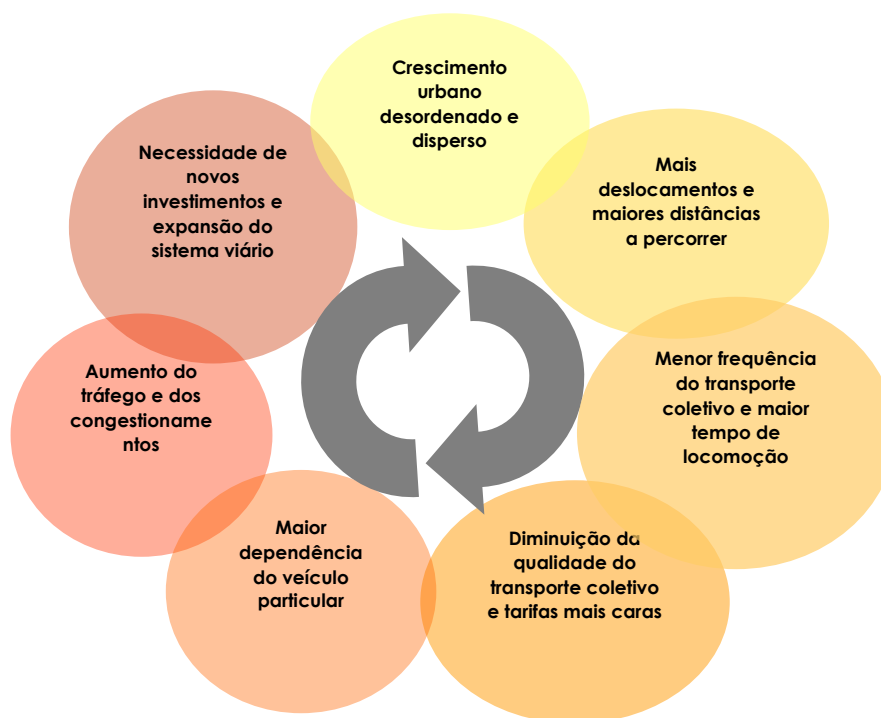 Crescimento
urbano
desordenado e
disperso
Mais
deslocamentos e
maiores distâncias
a percorrer
Menor frequência
do transporte
coletivo e maior
tempo de
locomoção
Diminuição da
qualidade do
transporte coletivo
e tarifas mais caras
Maior
dependência
do veículo
particular
Aumento do
tráfego e dos
congestioname
ntos
Necessidade de
novos
investimentos e
expansão do
sistema viário